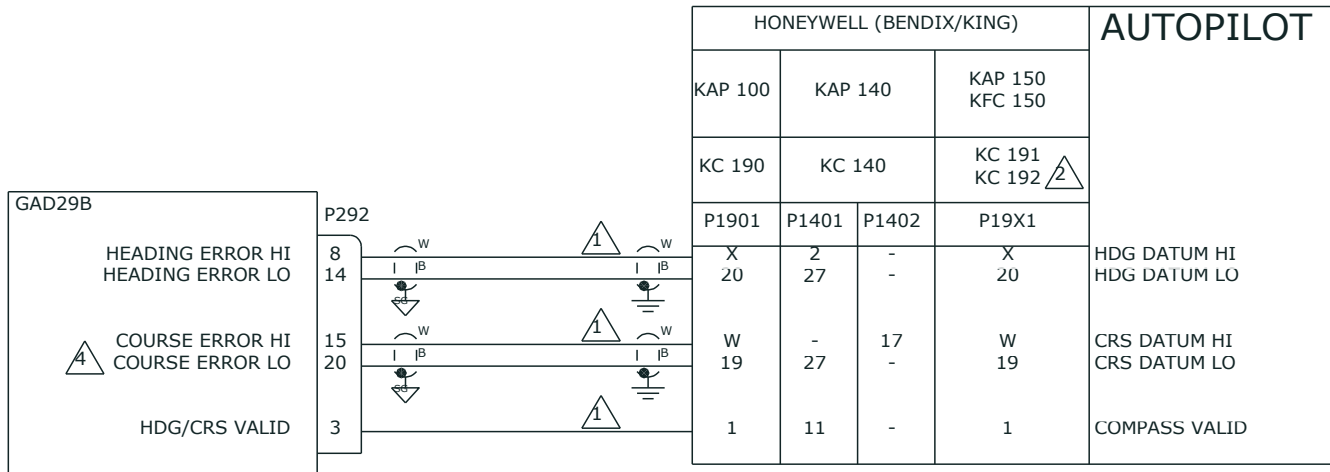 HONEYWELL (BENDIX/KING) AUTOPILOT
KAP 100 KAP 140 KAP 150
KFC 150
KC 190 KC 140 KC 191
KC 192 2
GAD29B
P292 P1901 P1401 P1402 P19X1
HEADING ERROR HI 8 W 1 W X 2 - X HDG DATUM HI
HEADING ERROR LO 14 B B 20 27 - 20 HDG DATUM LO
SG
COURSE ERROR HI 15 W 1 W W - 17 W CRS DATUM HI
4 COURSE ERROR LO 20 B B 19 27 - 19 CRS DATUM LO
SG
HDG/CRS VALID 3 1 1 11 - 1 COMPASS VALID